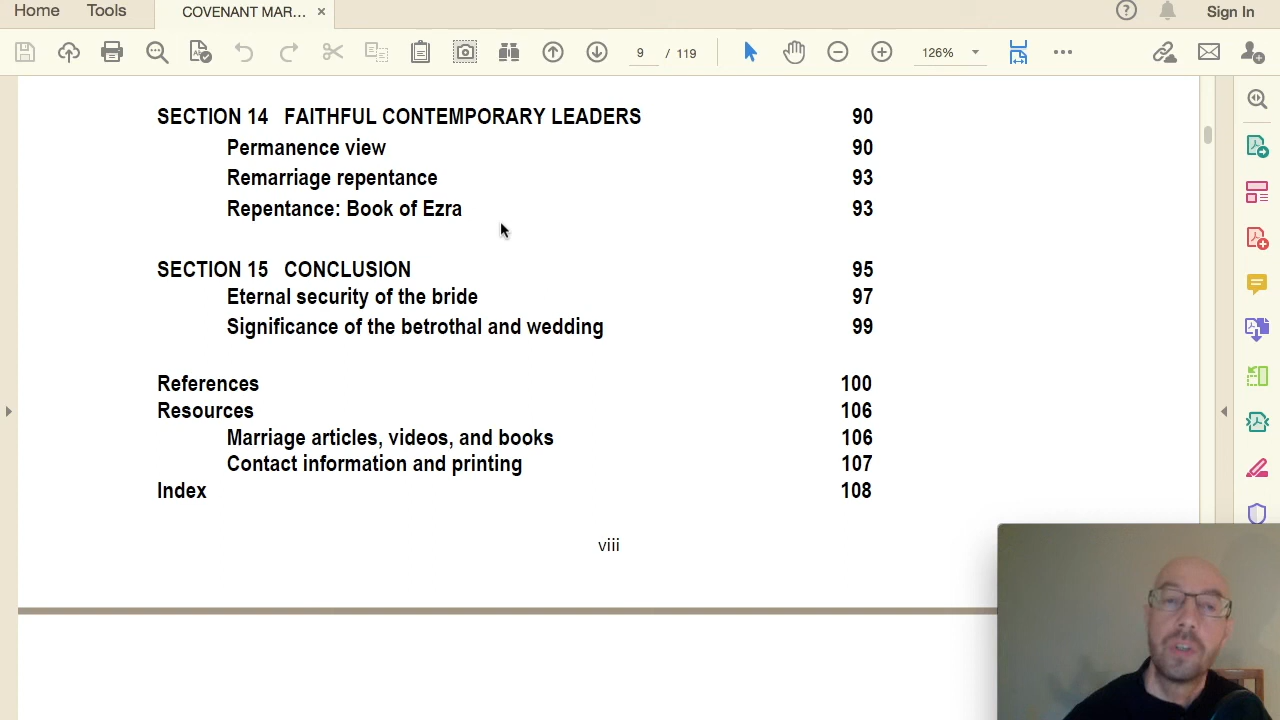 Home Tools COVENANT MAR... × Sign In
9 / 119 126%
SECTION 14 FAITHFUL CONTEMPORARY LEADERS 90
Permanence view 90
Remarriage repentance 93
Repentance: Book of Ezra 93
SECTION 15 CONCLUSION 95
Eternal security of the bride 97
Significance of the betrothal and wedding 99
References 100
Resources 106
Marriage articles, videos, and books 106
Contact information and printing 107
Index 108
viii